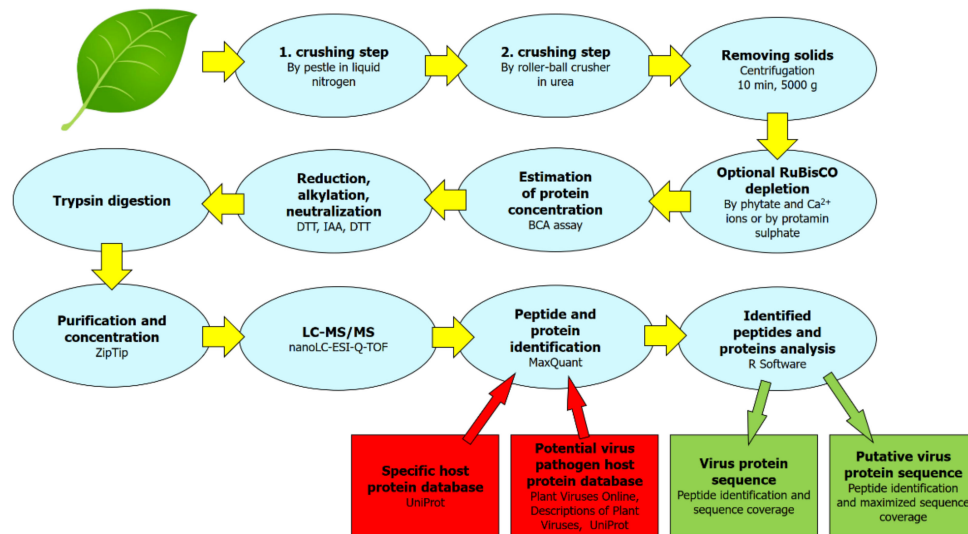 1. crushing step
By pestle in liquid
nitrogen
2. crushing step
By roller-ball crusher
in urea
Removing solids
Centrifugation
10 min, 5000 g
Trypsin digestion
Reduction,
alkylation,
neutralization
DTT, IAA, DTT
Estimation
of protein
concentration
BCA assay
Optional RuBisCO
depletion
By phytate and Ca²⁺
ions or by protamin
sulphate
Purification and
concentration
ZipTip
LC-MS/MS
nanoLC-ESI-Q-TOF
Peptide and
protein
identification
MaxQuant
Identified
peptides and
proteins analysis
R Software
Specific host
protein database
UniProt
Potential virus
pathogen host
protein database
Plant Viruses Online,
Descriptions of Plant
Viruses, UniProt
Virus protein
sequence
Peptide identification and
sequence coverage
Putative virus
protein sequence
Peptide identification
and maximized sequence
coverage